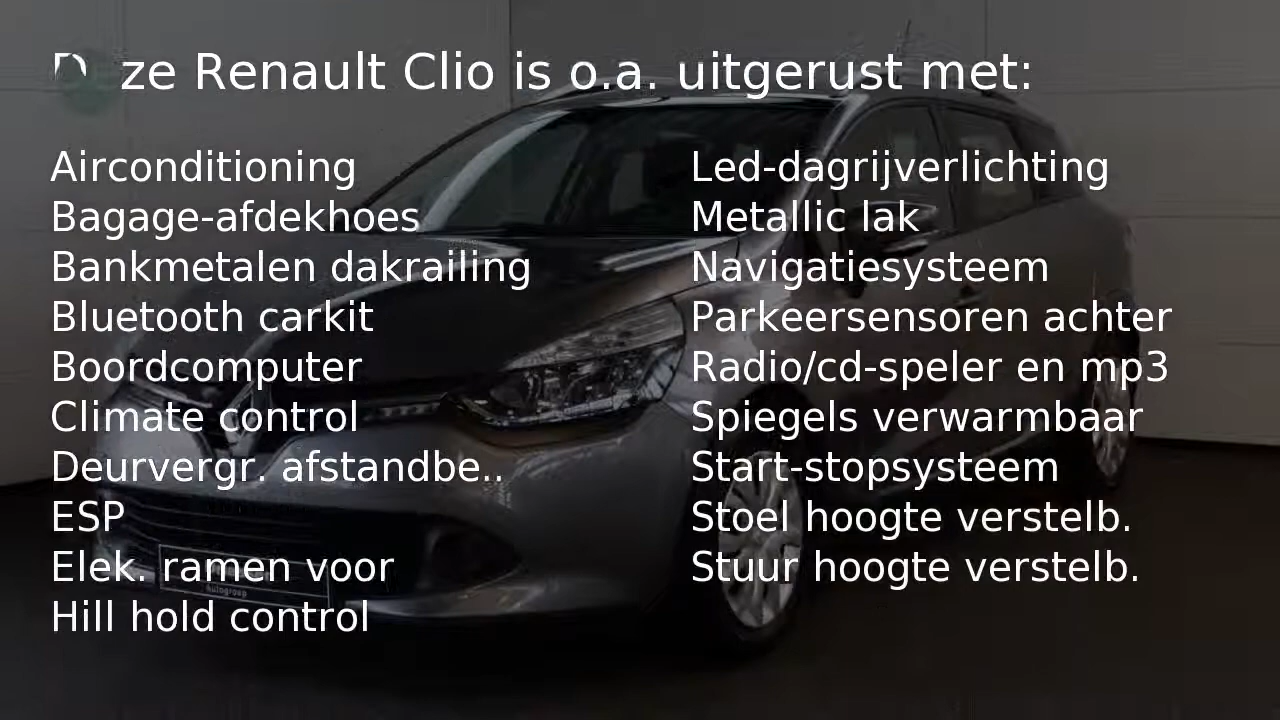 Deze Renault Clio is o.a. uitgerust met:
Airconditioning
Bagage-afdekhoes
Bankmetalen dakrailing
Bluetooth carkit
Boordcomputer
Climate control
Deurvergr. afstandbe..
ESP
Elek. ramen voor
Hill hold control
Led-dagrijverlichting
Metallic lak
Navigatiesysteem
Parkeersensoren achter
Radio/cd-speler en mp3
Spiegels verwarmbaar
Start-stopsysteem
Stoel hoogte verstelb.
Stuur hoogte verstelb.
Autogroep